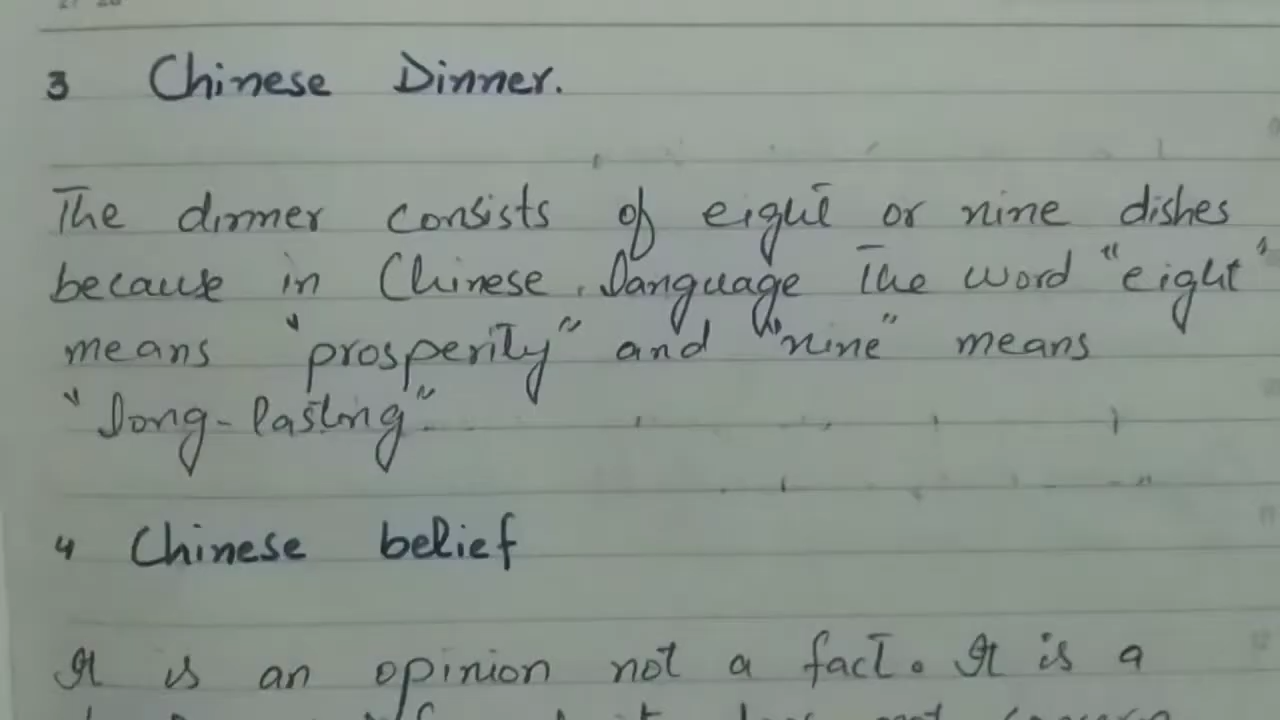 3 Chinese Dinner.
The dinner consists of eight or nine dishes
because in Chinese language The word "eight"
means "prosperity" and "nine" means
"long-lasting"
4 Chinese belief
It is an opinion not a fact. It is a